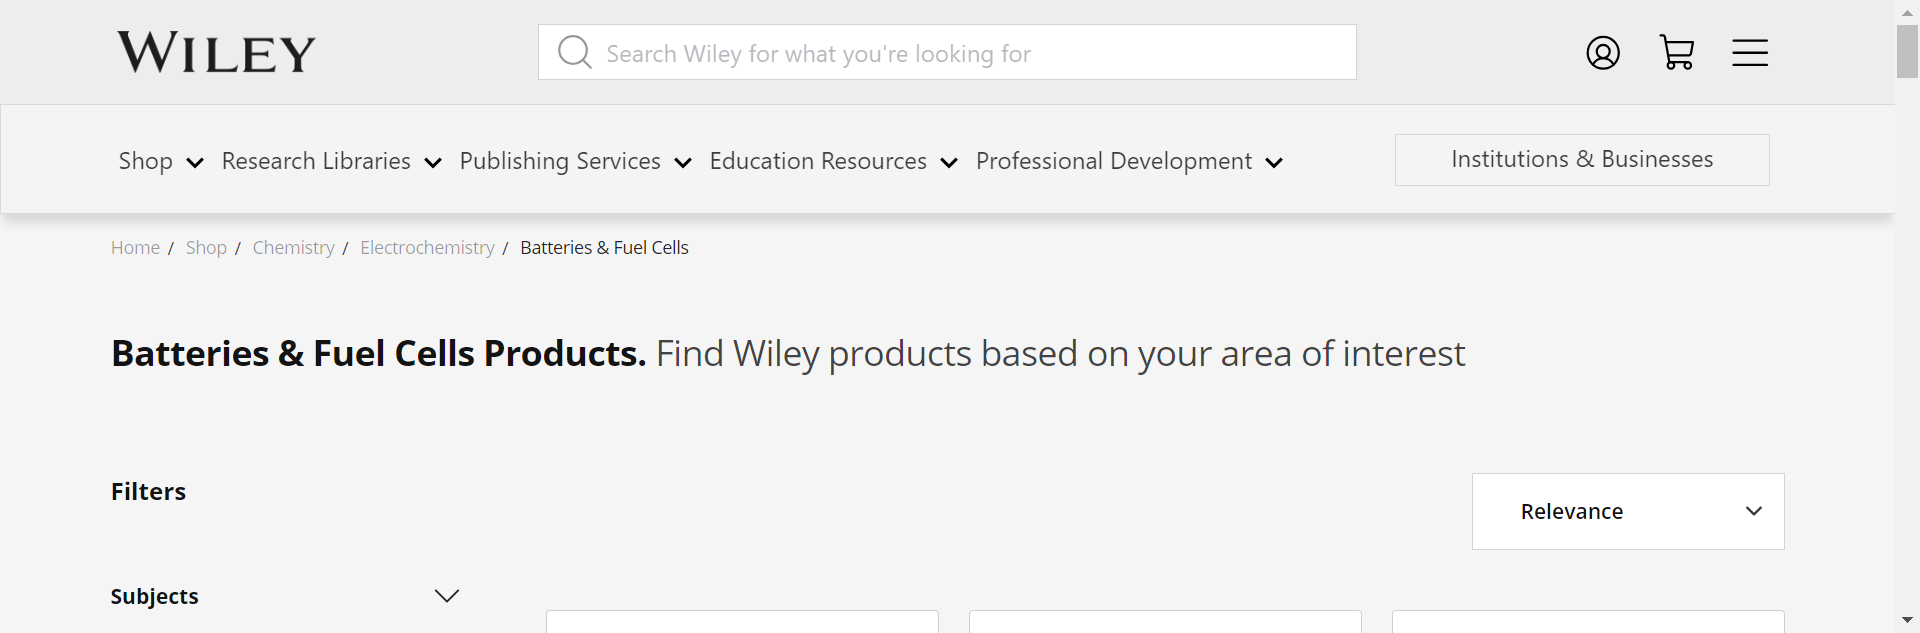 WILEY
Search Wiley for what you're looking for
Shop Research Libraries Publishing Services Education Resources Professional Development Institutions & Businesses
Home / Shop / Chemistry / Electrochemistry / Batteries & Fuel Cells
Batteries & Fuel Cells Products. Find Wiley products based on your area of interest
Filters
Relevance
Subjects